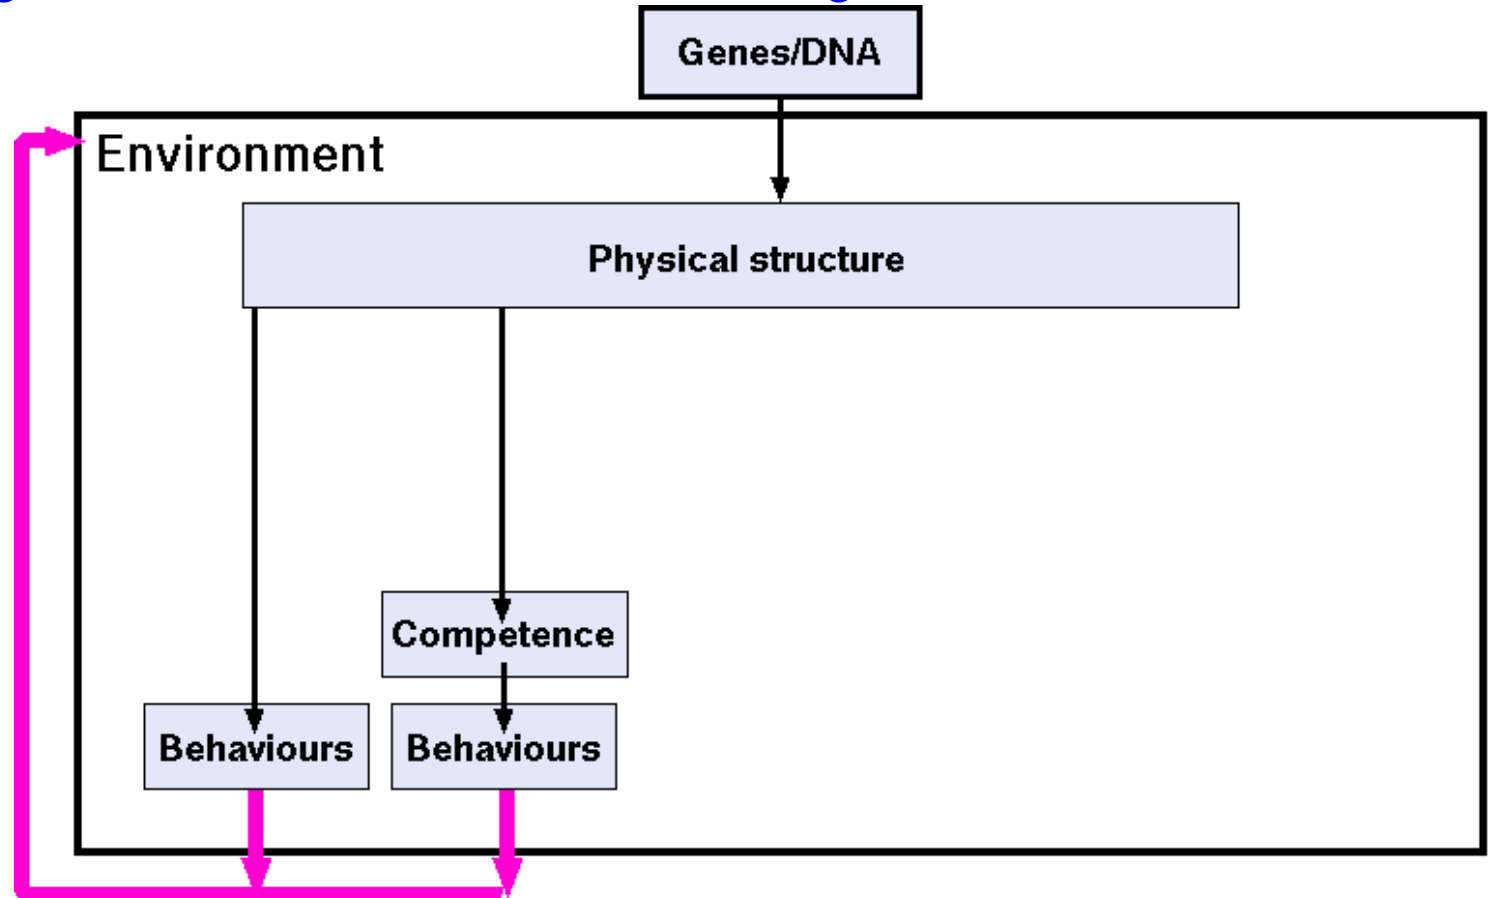 Genes/DNA
Environment
Physical structure
Competence
Behaviours
Behaviours